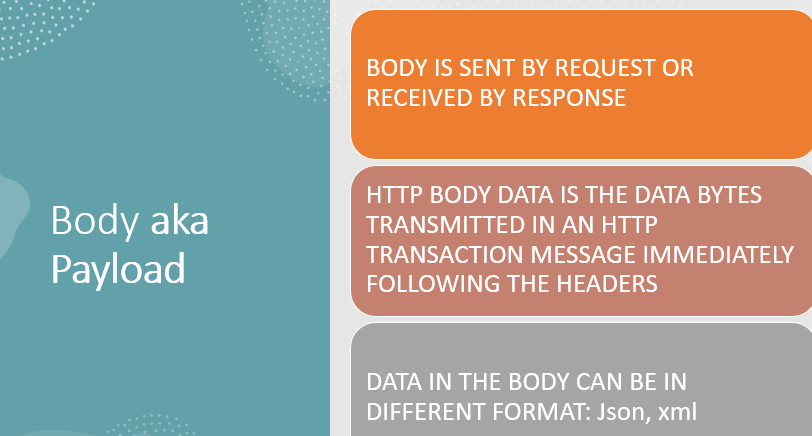 Body aka
Payload
BODY IS SENT BY REQUEST OR
RECEIVED BY RESPONSE
HTTP BODY DATA IS THE DATA BYTES
TRANSMITTED IN AN HTTP
TRANSACTION MESSAGE IMMEDIATELY
FOLLOWING THE HEADERS
DATA IN THE BODY CAN BE IN
DIFFERENT FORMAT: Json, xml